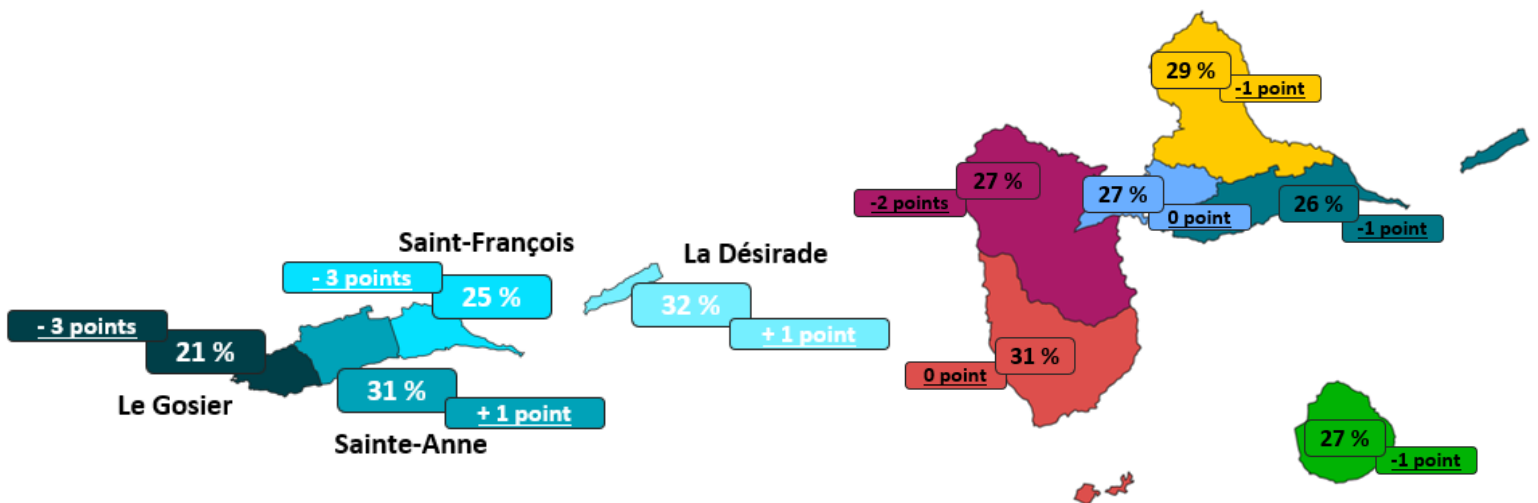 Saint-François
- 3 points
25 %
La Désirade
32 %
+ 1 point
- 3 points
21 %
Le Gosier
31 %
+ 1 point
Sainte-Anne
29 %
-1 point
27 %
-2 points
27 %
0 point
26 %
-1 point
31 %
0 point
27 %
-1 point